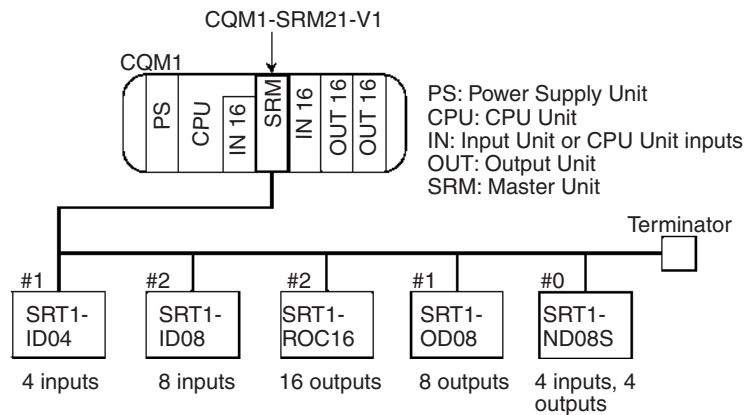 CQM1-SRM21-V1
CQM1
PS
CPU
IN 16
SRM
IN 16
OUT 16
OUT 16
PS: Power Supply Unit
CPU: CPU Unit
IN: Input Unit or CPU Unit inputs
OUT: Output Unit
SRM: Master Unit
Terminator
#1
#2
#2
#1
#0
SRT1-
ID04
SRT1-
ID08
SRT1-
ROC16
SRT1-
OD08
SRT1-
ND08S
4 inputs
8 inputs
16 outputs
8 outputs
4 inputs, 4
outputs